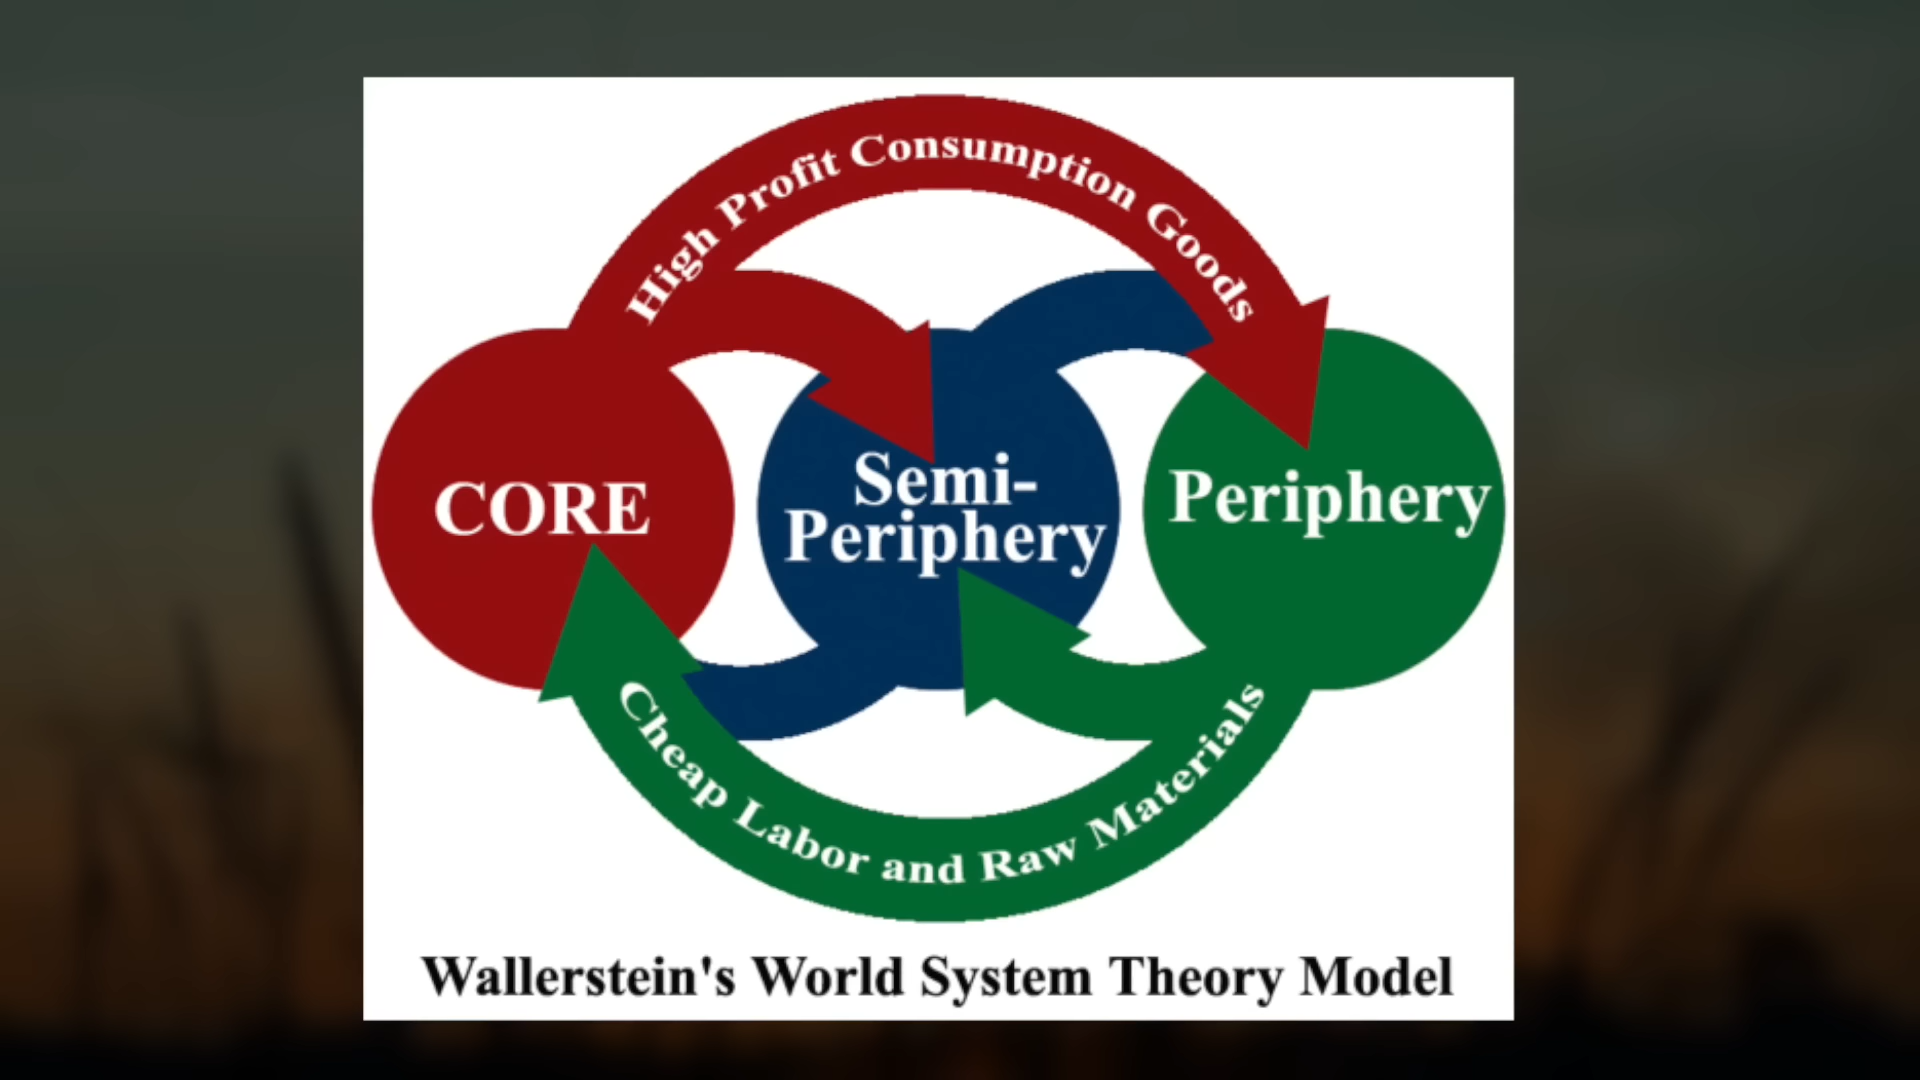 High Profit Consumption Goods
CORE
Semi-
Periphery
Periphery
Cheap Labor and Raw Materials
Wallerstein's World System Theory Model